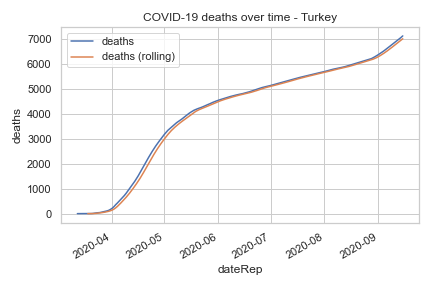 COVID-19 deaths over time - Turkey
deaths
deaths (rolling)
7000
6000
5000
4000
3000
2000
1000
0
deaths
2020-04
2020-05
2020-06
2020-07
2020-08
2020-09
dateRep